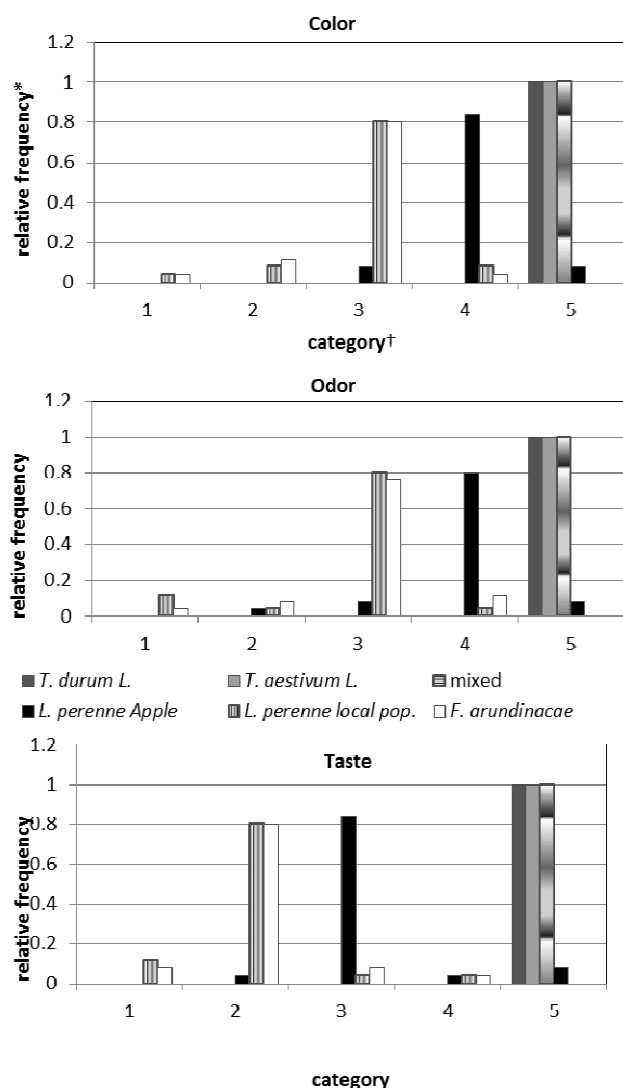 Color
1.2
1
0.8
0.6
0.4
0.2
0
relative frequency*
1 2 3 4 5
category†
Odor
1.2
1
0.8
0.6
0.4
0.2
0
relative frequency
1 2 3 4 5
T. durum L. T. aestivum L. mixed
L. perenne Apple L. perenne local pop. F. arundinacae
Taste
1.2
1
0.8
0.6
0.4
0.2
0
relative frequency
1 2 3 4 5
category